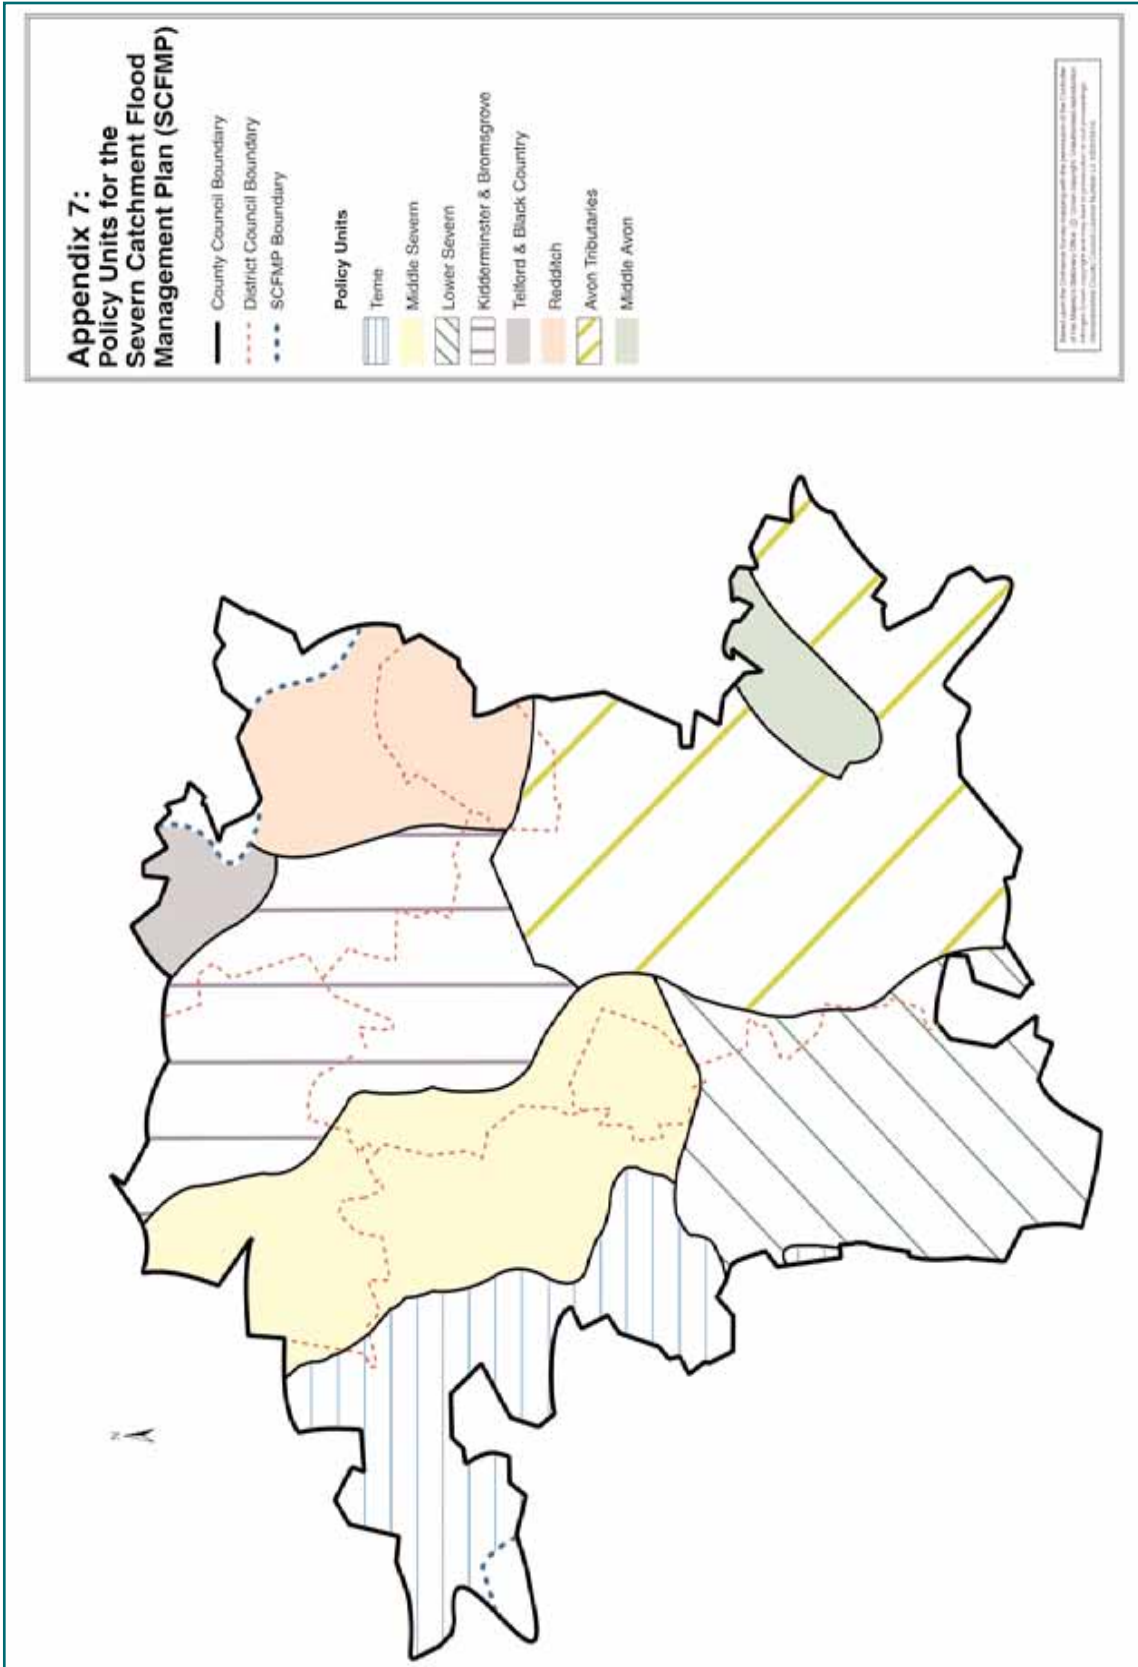 Appendix 7:
Policy Units for the
Severn Catchment Flood
Management Plan (SCFMP)
County Council Boundary
District Council Boundary
SCFMP Boundary
Policy Units
Teme
Middle Severn
Lower Severn
Kidderminster & Bromsgrove
Telford & Black Country
Redditch
Avon Tributaries
Middle Avon
N